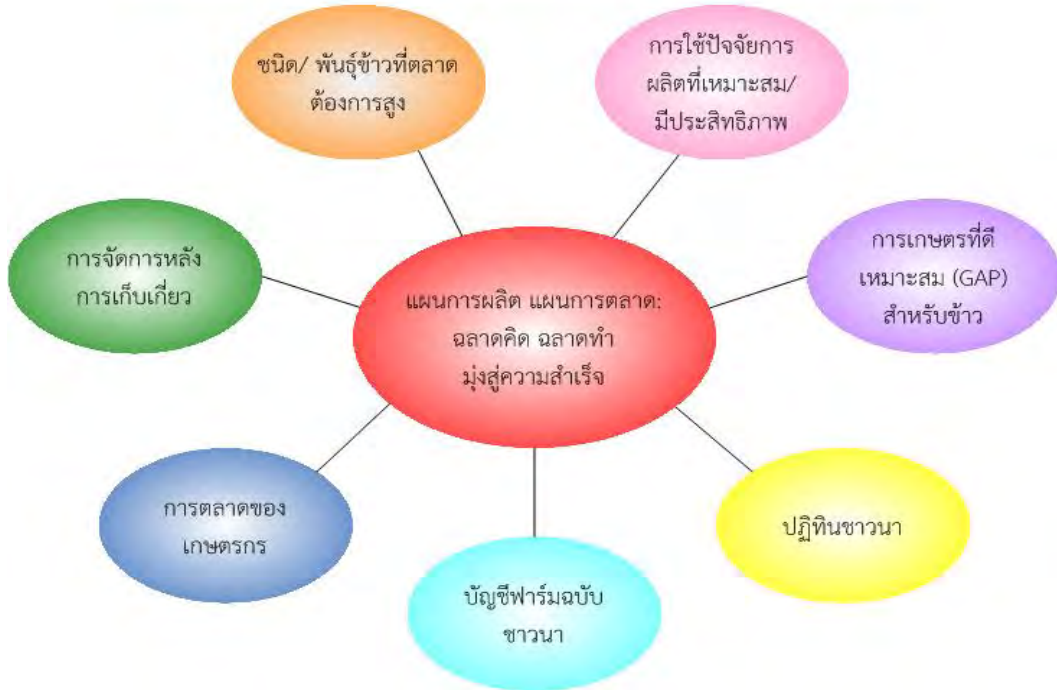 ชนิด/ พันธุ์ข้าวที่ตลาด
ต้องการสูง
การใช้ปัจจัยการ
ผลิตที่เหมาะสม/
มีประสิทธิภาพ
การจัดการหลัง
การเก็บเกี่ยว
แผนการผลิต แผนการตลาด:
ฉลาดคิด ฉลาดทำ
มุ่งสู่ความสำเร็จ
การเกษตรที่ดี
เหมาะสม (GAP)
สำหรับข้าว
การตลาดของ
เกษตรกร
บัญชีฟาร์มฉบับ
ชาวนา
ปฏิทินชาวนา